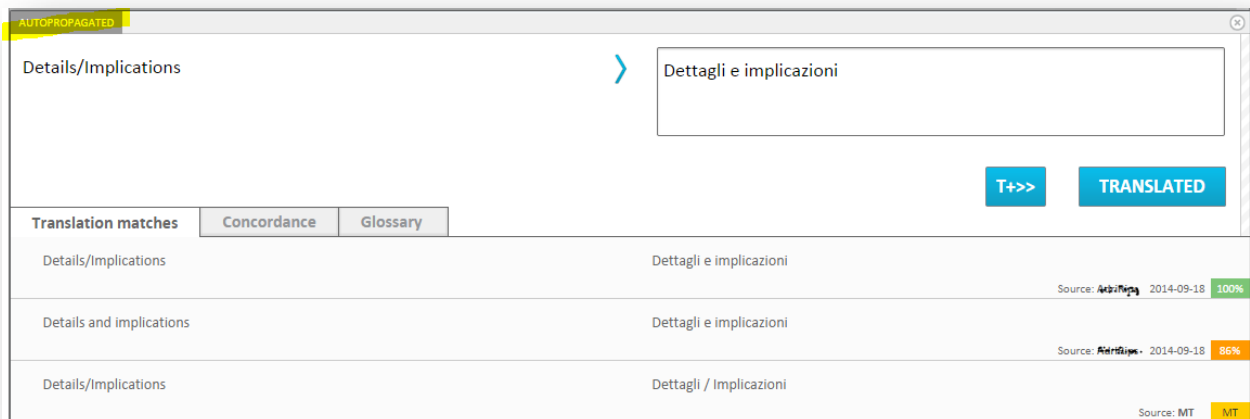 AUTOPROPAGATED
Details/Implications
Dettagli e implicazioni
T+>> TRANSLATED
Translation matches Concordance Glossary
Details/Implications Dettagli e implicazioni
Source: 2014-09-18 100%
Details and implications Dettagli e implicazioni
Source: 2014-09-18 86%
Details/Implications Dettagli / Implicazioni
Source: MT MT